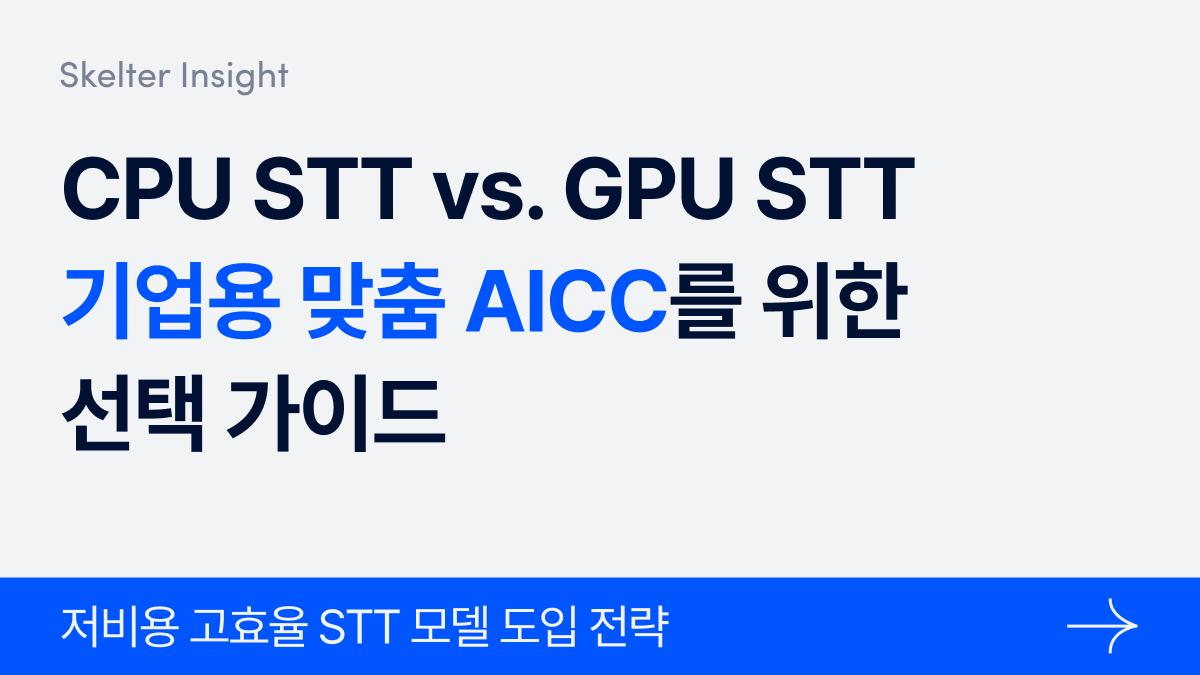 Skelter Insight
CPU STT vs. GPU STT
기업용 맞춤 AICC를 위한
선택 가이드
저비용 고효율 STT 모델 도입 전략